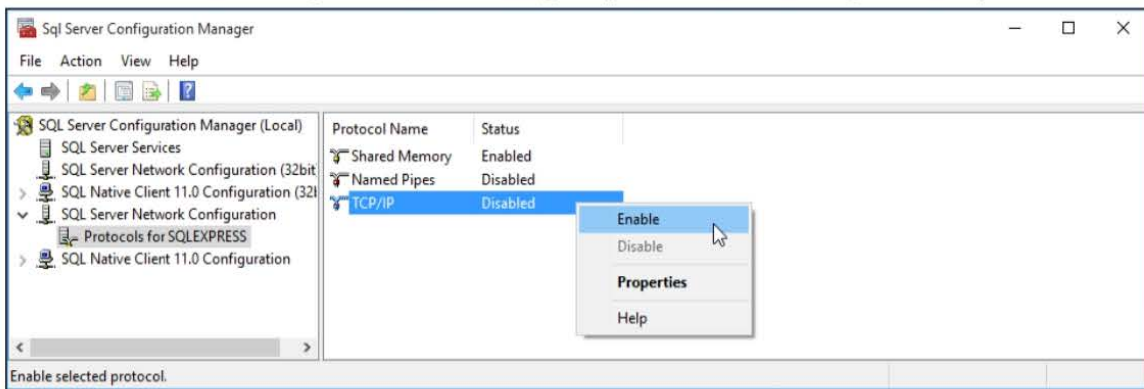 Sql Server Configuration Manager
File Action View Help
SQL Server Configuration Manager (Local)
SQL Server Services
SQL Server Network Configuration (32bit
SQL Native Client 11.0 Configuration (32b
SQL Server Network Configuration
Protocols for SQLEXPRESS
SQL Native Client 11.0 Configuration
Protocol Name Status
Shared Memory Enabled
Named Pipes Disabled
TCP/IP Disabled
Enable
Disable
Properties
Help
Enable selected protocol.